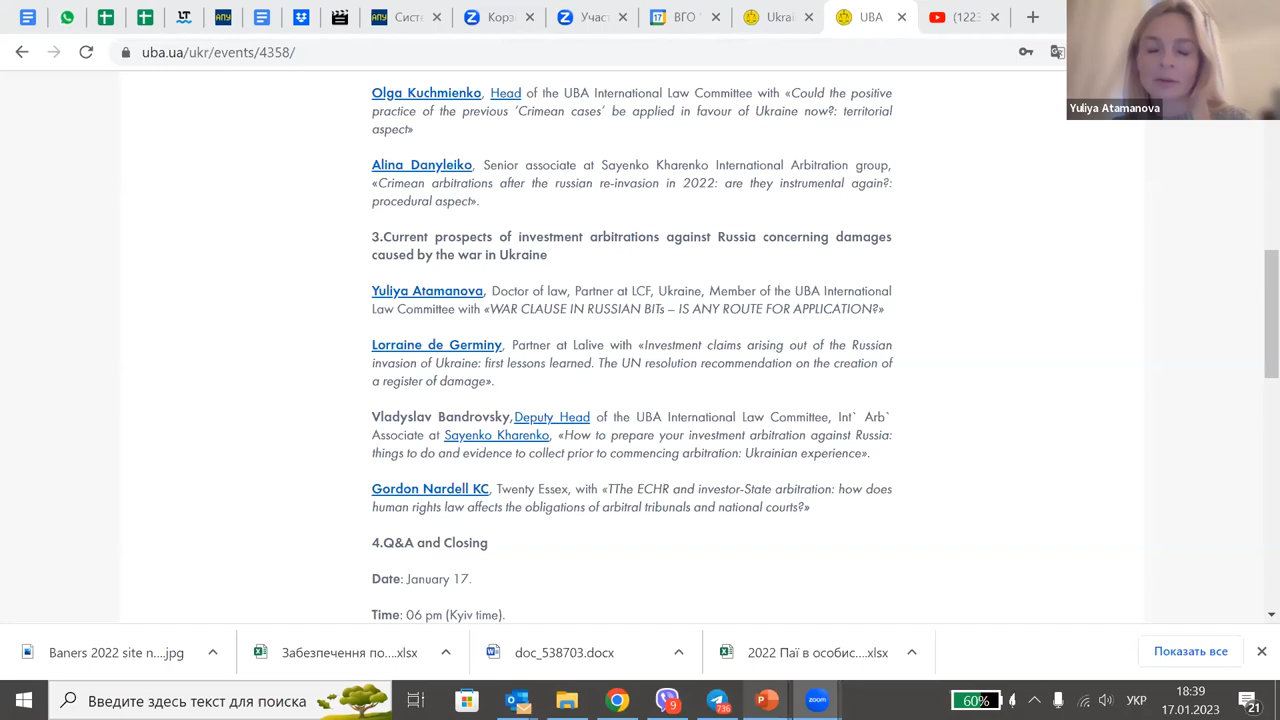 АПУ
Систе
Корзи
Участ
17
ВГО "
Ukrai
UBA
(1223
uba.ua/ukr/events/4358/
Yuliya Atamanova
Olga Kuchmienko, Head of the UBA International Law Committee with «Could the positive
practice of the previous ‘Crimean cases’ be applied in favour of Ukraine now?: territorial
aspect»
Alina Danyleiko, Senior associate at Sayenko Kharenko International Arbitration group,
«Crimean arbitrations after the russian re-invasion in 2022: are they instrumental again?:
procedural aspect».
3.Current prospects of investment arbitrations against Russia concerning damages
caused by the war in Ukraine
Yuliya Atamanova, Doctor of law, Partner at LCF, Ukraine, Member of the UBA International
Law Committee with «WAR CLAUSE IN RUSSIAN BITs – IS ANY ROUTE FOR APPLICATION?»
Lorraine de Germiny, Partner at Lalive with «Investment claims arising out of the Russian
invasion of Ukraine: first lessons learned. The UN resolution recommendation on the creation of
a register of damage».
Vladyslav Bandrovsky,Deputy Head of the UBA International Law Committee, Int` Arb`
Associate at Sayenko Kharenko, «How to prepare your investment arbitration against Russia:
things to do and evidence to collect prior to commencing arbitration: Ukrainian experience».
Gordon Nardell KC, Twenty Essex, with «TThe ECHR and investor-State arbitration: how does
human rights law affects the obligations of arbitral tribunals and national courts?»
4.Q&A and Closing
Date: January 17.
Time: 06 pm (Kyiv time).
Baners 2022 site n....jpg
Забезпечення по....xlsx
doc_538703.docx
2022 Паї в особис....xlsx
Показать все
Введите здесь текст для поиска
9
736
60%
УКР
18:39
17.01.2023
21